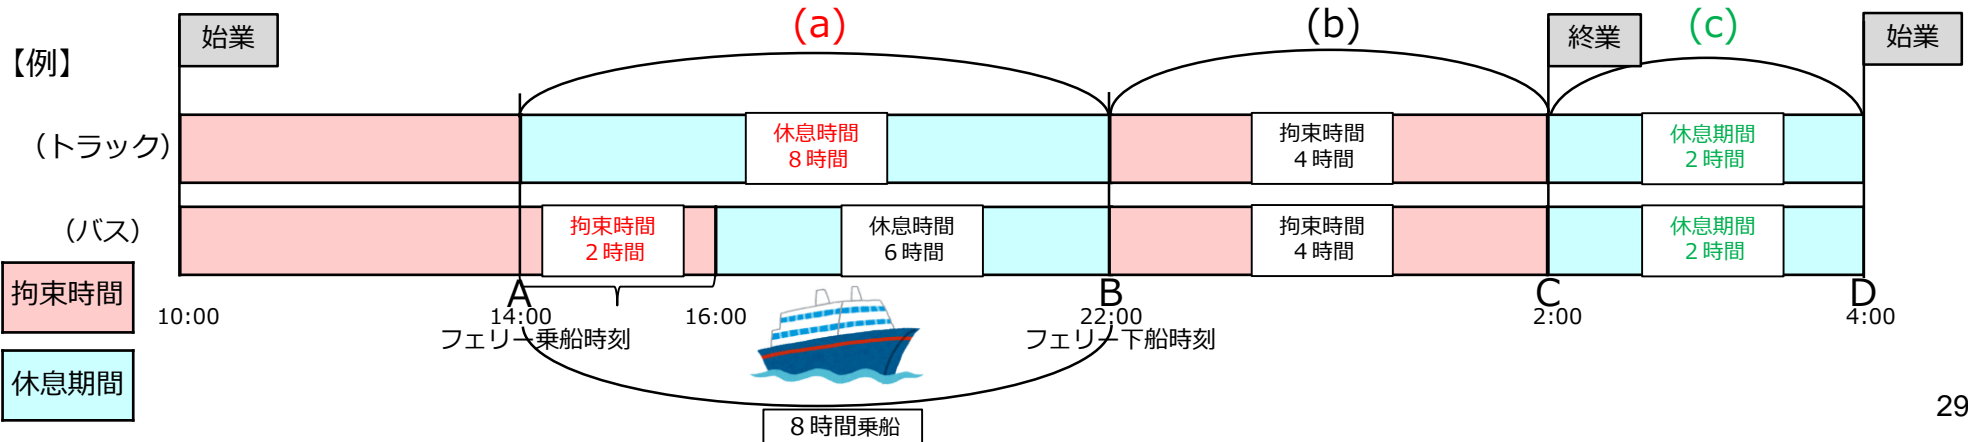 【例】
始業
(a)
(b)
終業
(c)
始業
（トラック）
休息時間
８時間
拘束時間
４時間
休息期間
２時間
（バス）
拘束時間
２時間
休息時間
６時間
拘束時間
４時間
休息期間
２時間
拘束時間
休息期間
10:00
A
14:00
フェリー乗船時刻
16:00
B
22:00
フェリー下船時刻
C
2:00
D
4:00
８時間乗船
29